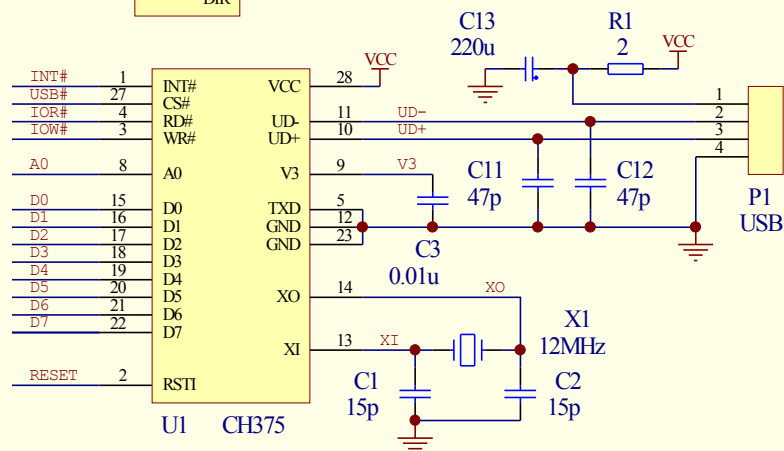 DIR
C13
220u
R1
2
VCC
INT# 1 INT# VCC 28 VCC
USB# 27 CS#
IOR# 4 RD# UD- 11 UD-
IOW# 3 WR# UD+ 10 UD+
1
2
3
4
P1
USB
A0 8 A0 V3 9 V3
C11
47p
C12
47p
D0 15 D0 TXD 5
D1 16 D1 GND 12
D2 17 D2 GND 23
D3 18 D3
D4 19 D4
D5 20 D5
D6 21 D6
D7 22 D7
C3
0.01u
XO 14 XO
XI 13 XI
X1
12MHz
C1
15p
C2
15p
RESET 2 RSTI
U1 CH375